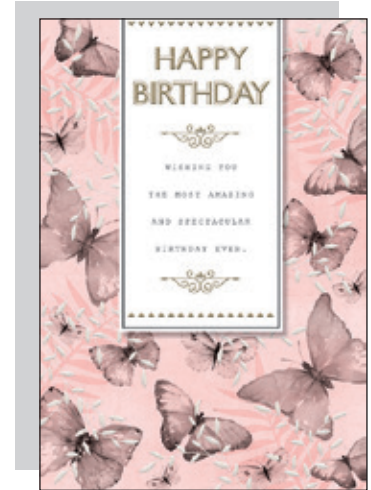 HAPPY
BIRTHDAY
WISHING YOU
THE MOST AMAZING
AND SPECTACULAR
BIRTHDAY EVER.